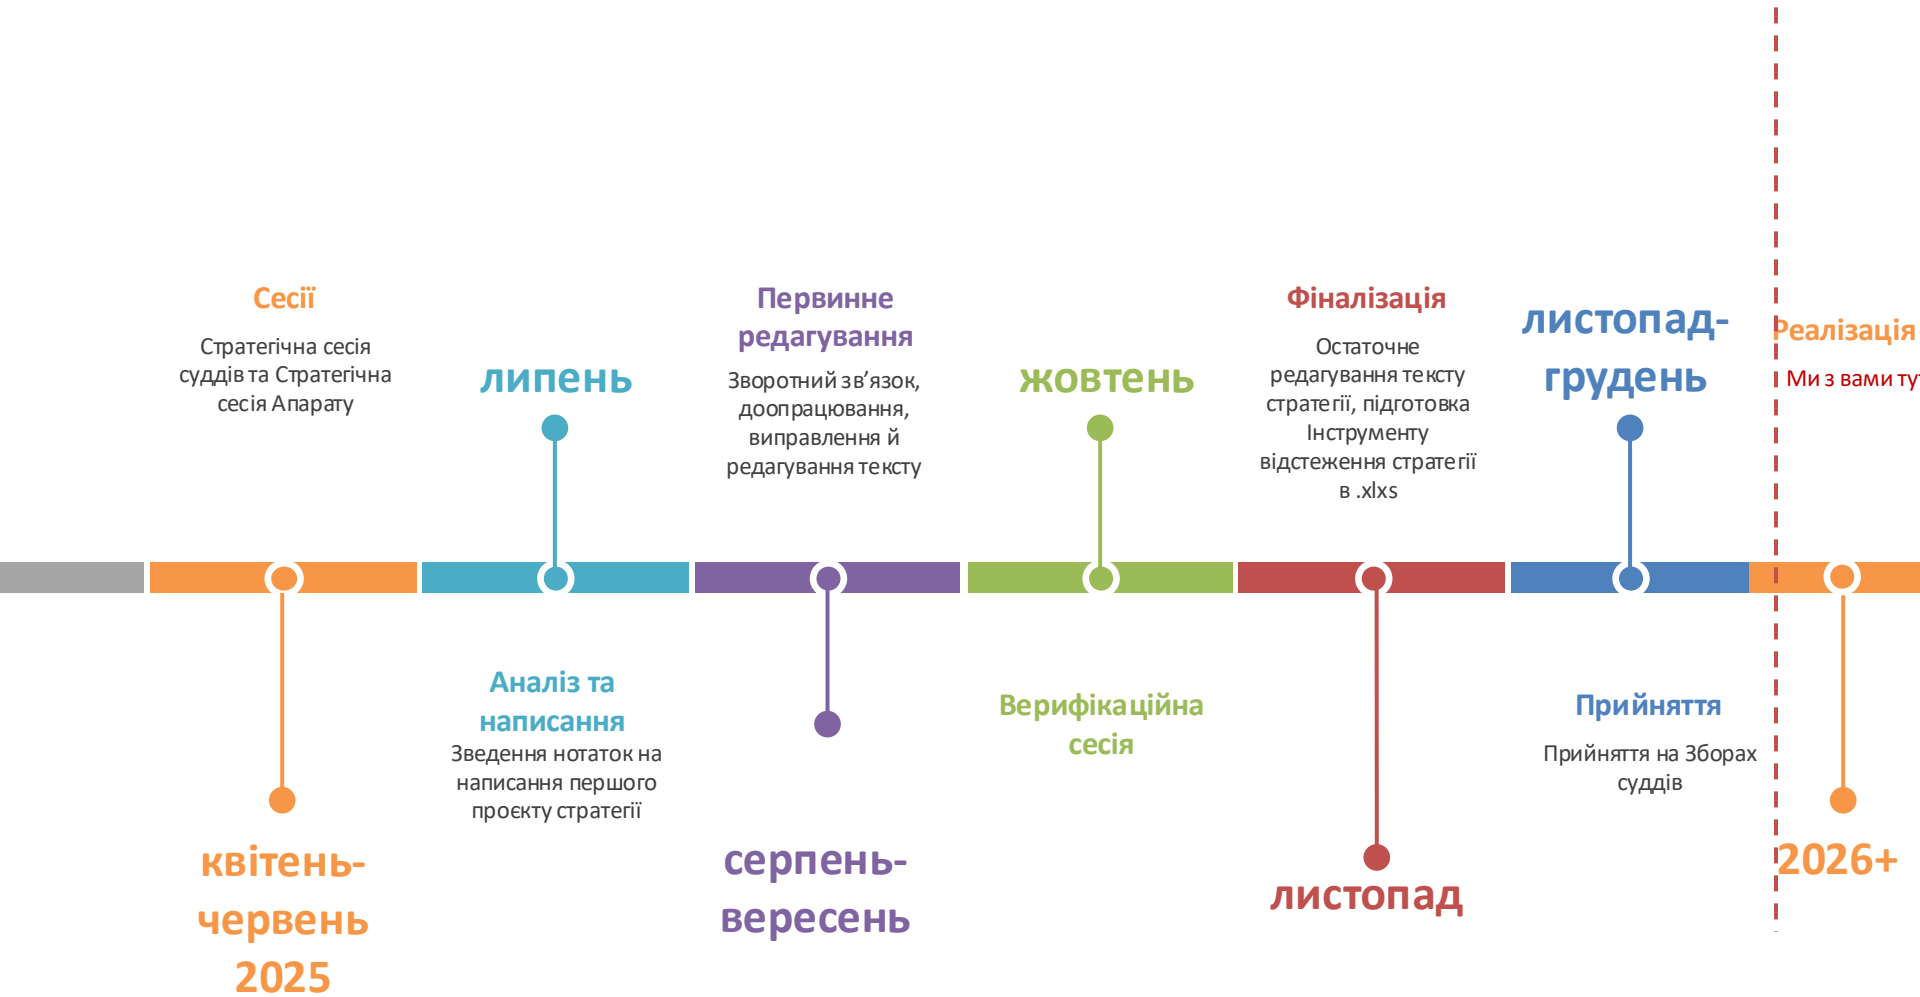 Сесії
Стратегічна сесія
суддів та Стратегічна
сесія Апарату
квітень-
червень
2025
липень
Аналіз та
написання
Зведення нотаток на
написання першого
проєкту стратегії
Первинне
редагування
Зворотний зв’язок,
доопрацювання,
виправлення й
редагування тексту
серпень-
вересень
жовтень
Верифікаційна
сесія
Фіналізація
Остаточне
редагування тексту
стратегії, підготовка
Інструменту
відстеження стратегії
в .xlxs
листопад
листопад-
грудень
Прийняття
Прийняття на Зборах
суддів
Реалізація
Ми з вами тут
2026+